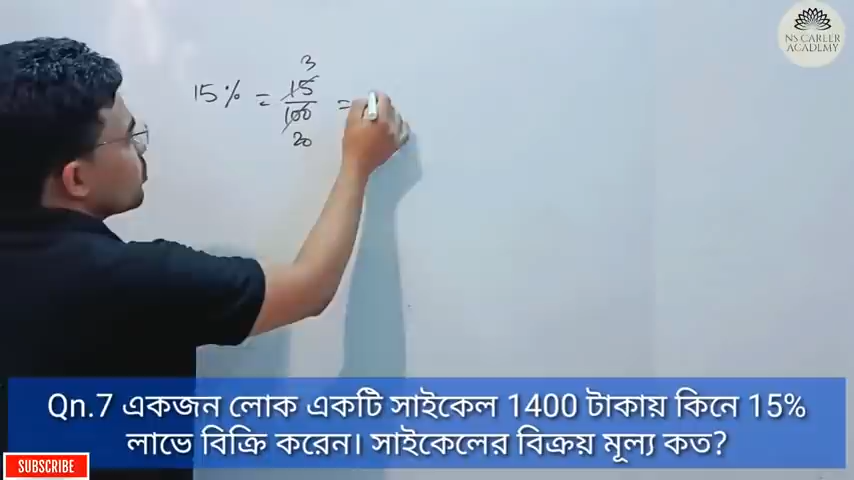 NS CAREER
ACADEMY
3
15% = 15/100 =
20
Qn.7 একজন লোক একটি সাইকেল 1400 টাকায় কিনে 15%
লাভে বিক্রি করেন। সাইকেলের বিক্রয় মূল্য কত?
SUBSCRIBE